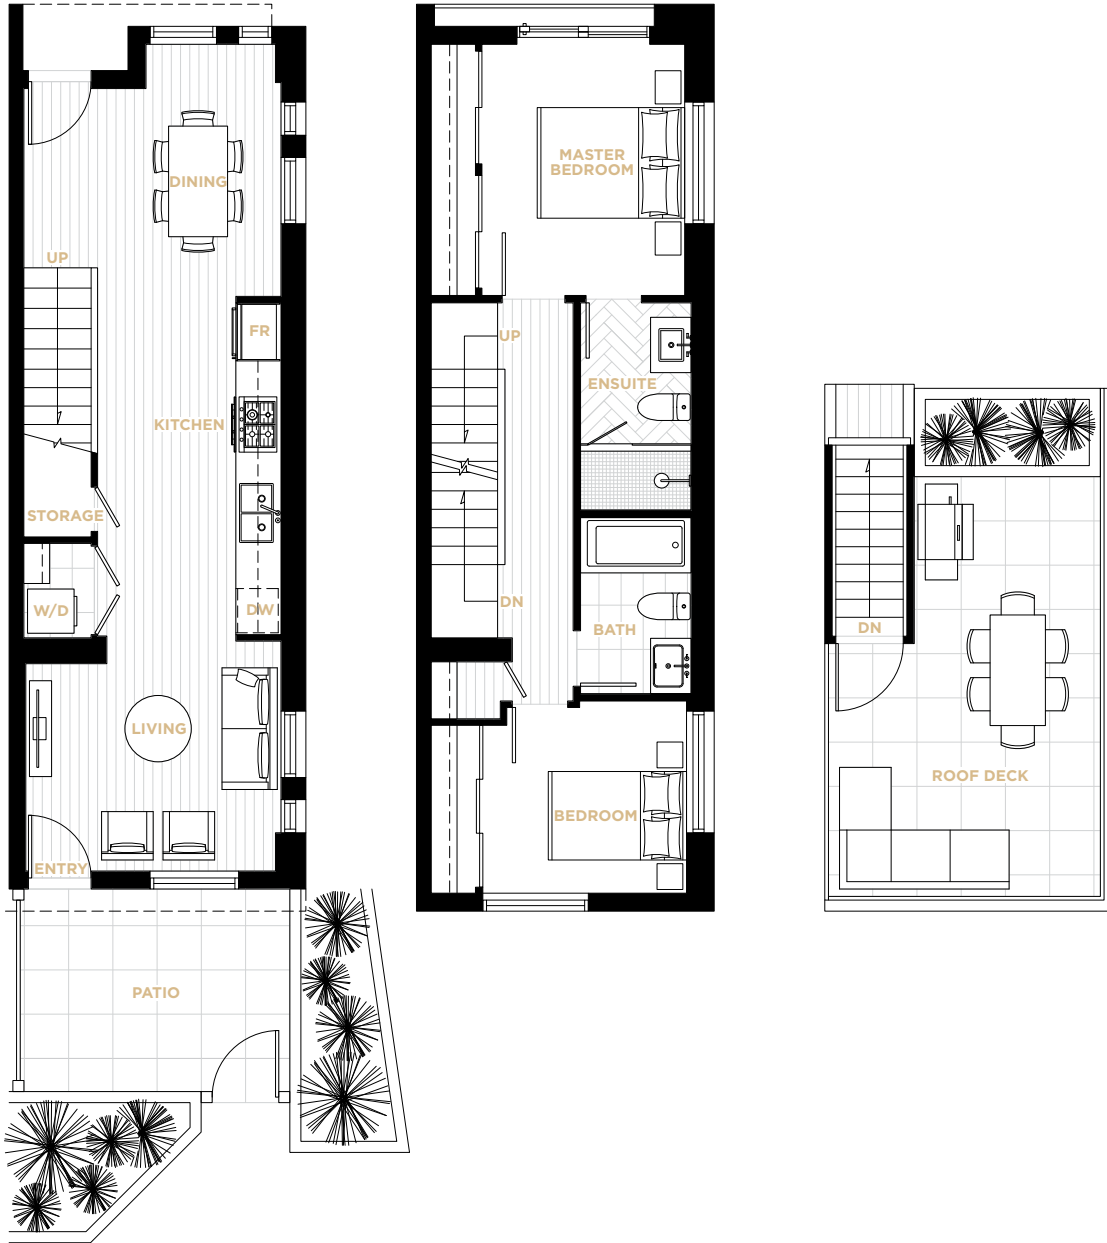 DINING
UP
FR
KITCHEN
STORAGE
W/D
DW
LIVING
ENTRY
PATIO
MASTER
BEDROOM
UP
ENSUITE
DN
BATH
BEDROOM
DN
ROOF DECK